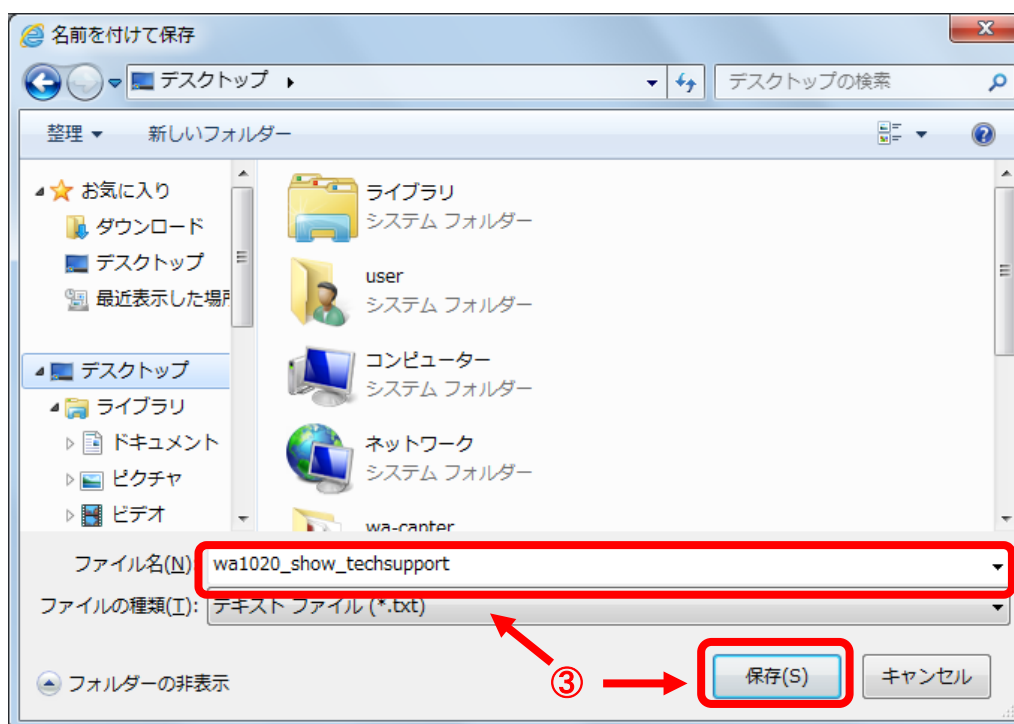 名前を付けて保存
デスクトップ
デスクトップの検索
整理
新しいフォルダー
お気に入り
ダウンロード
デスクトップ
最近表示した場所
デスクトップ
ライブラリ
ドキュメント
ピクチャ
ビデオ
ライブラリ
システム フォルダー
user
システム フォルダー
コンピューター
システム フォルダー
ネットワーク
システム フォルダー
wa-canter
ファイル名(N):
wa1020_show_techsupport
ファイルの種類(T):
テキスト ファイル (*.txt)
③
フォルダーの非表示
保存(S)
キャンセル